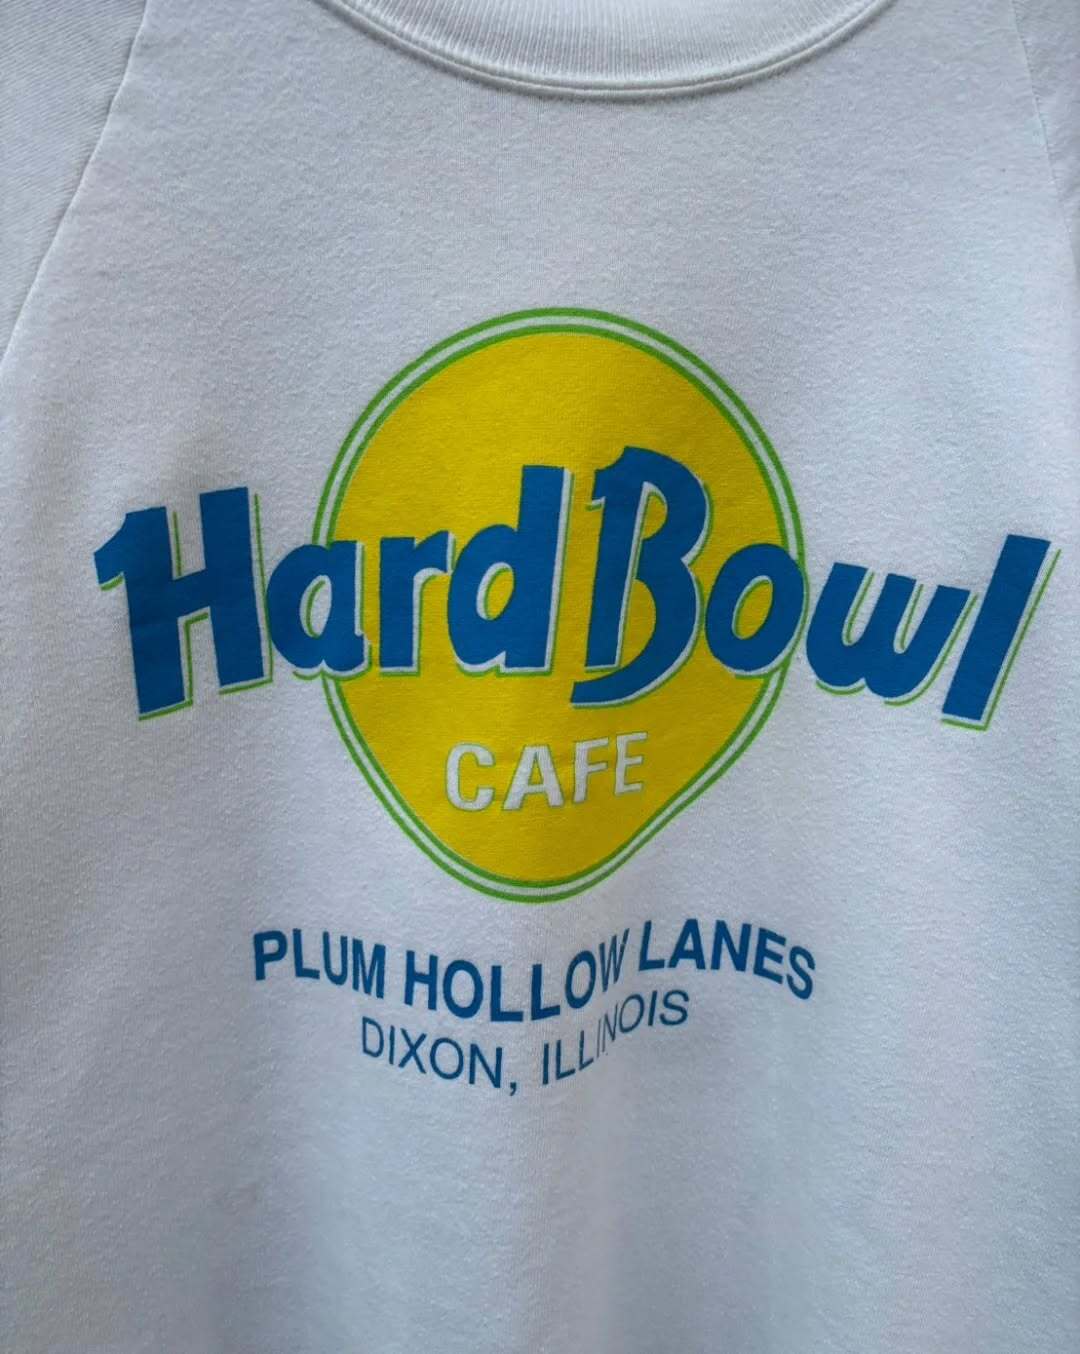 Hard Bowl
CAFE
PLUM HOLLOW LANES
DIXON, ILLINOIS